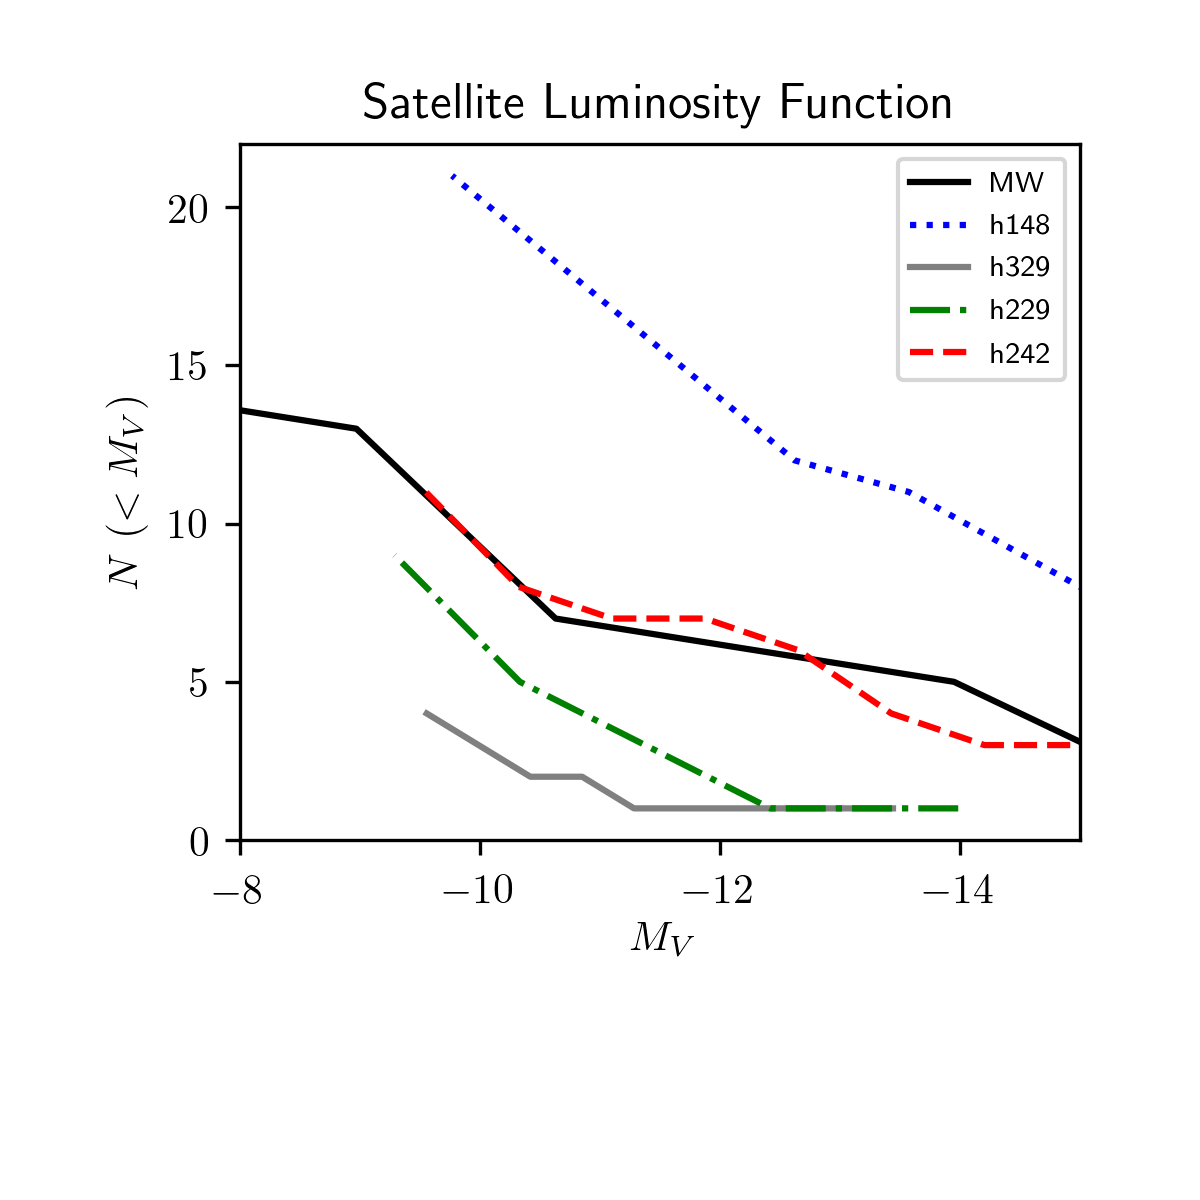 Satellite Luminosity Function
MW
h148
h329
h229
h242
20
15
10
5
0
N (< M_V)
−8
−10
−12
−14
M_V